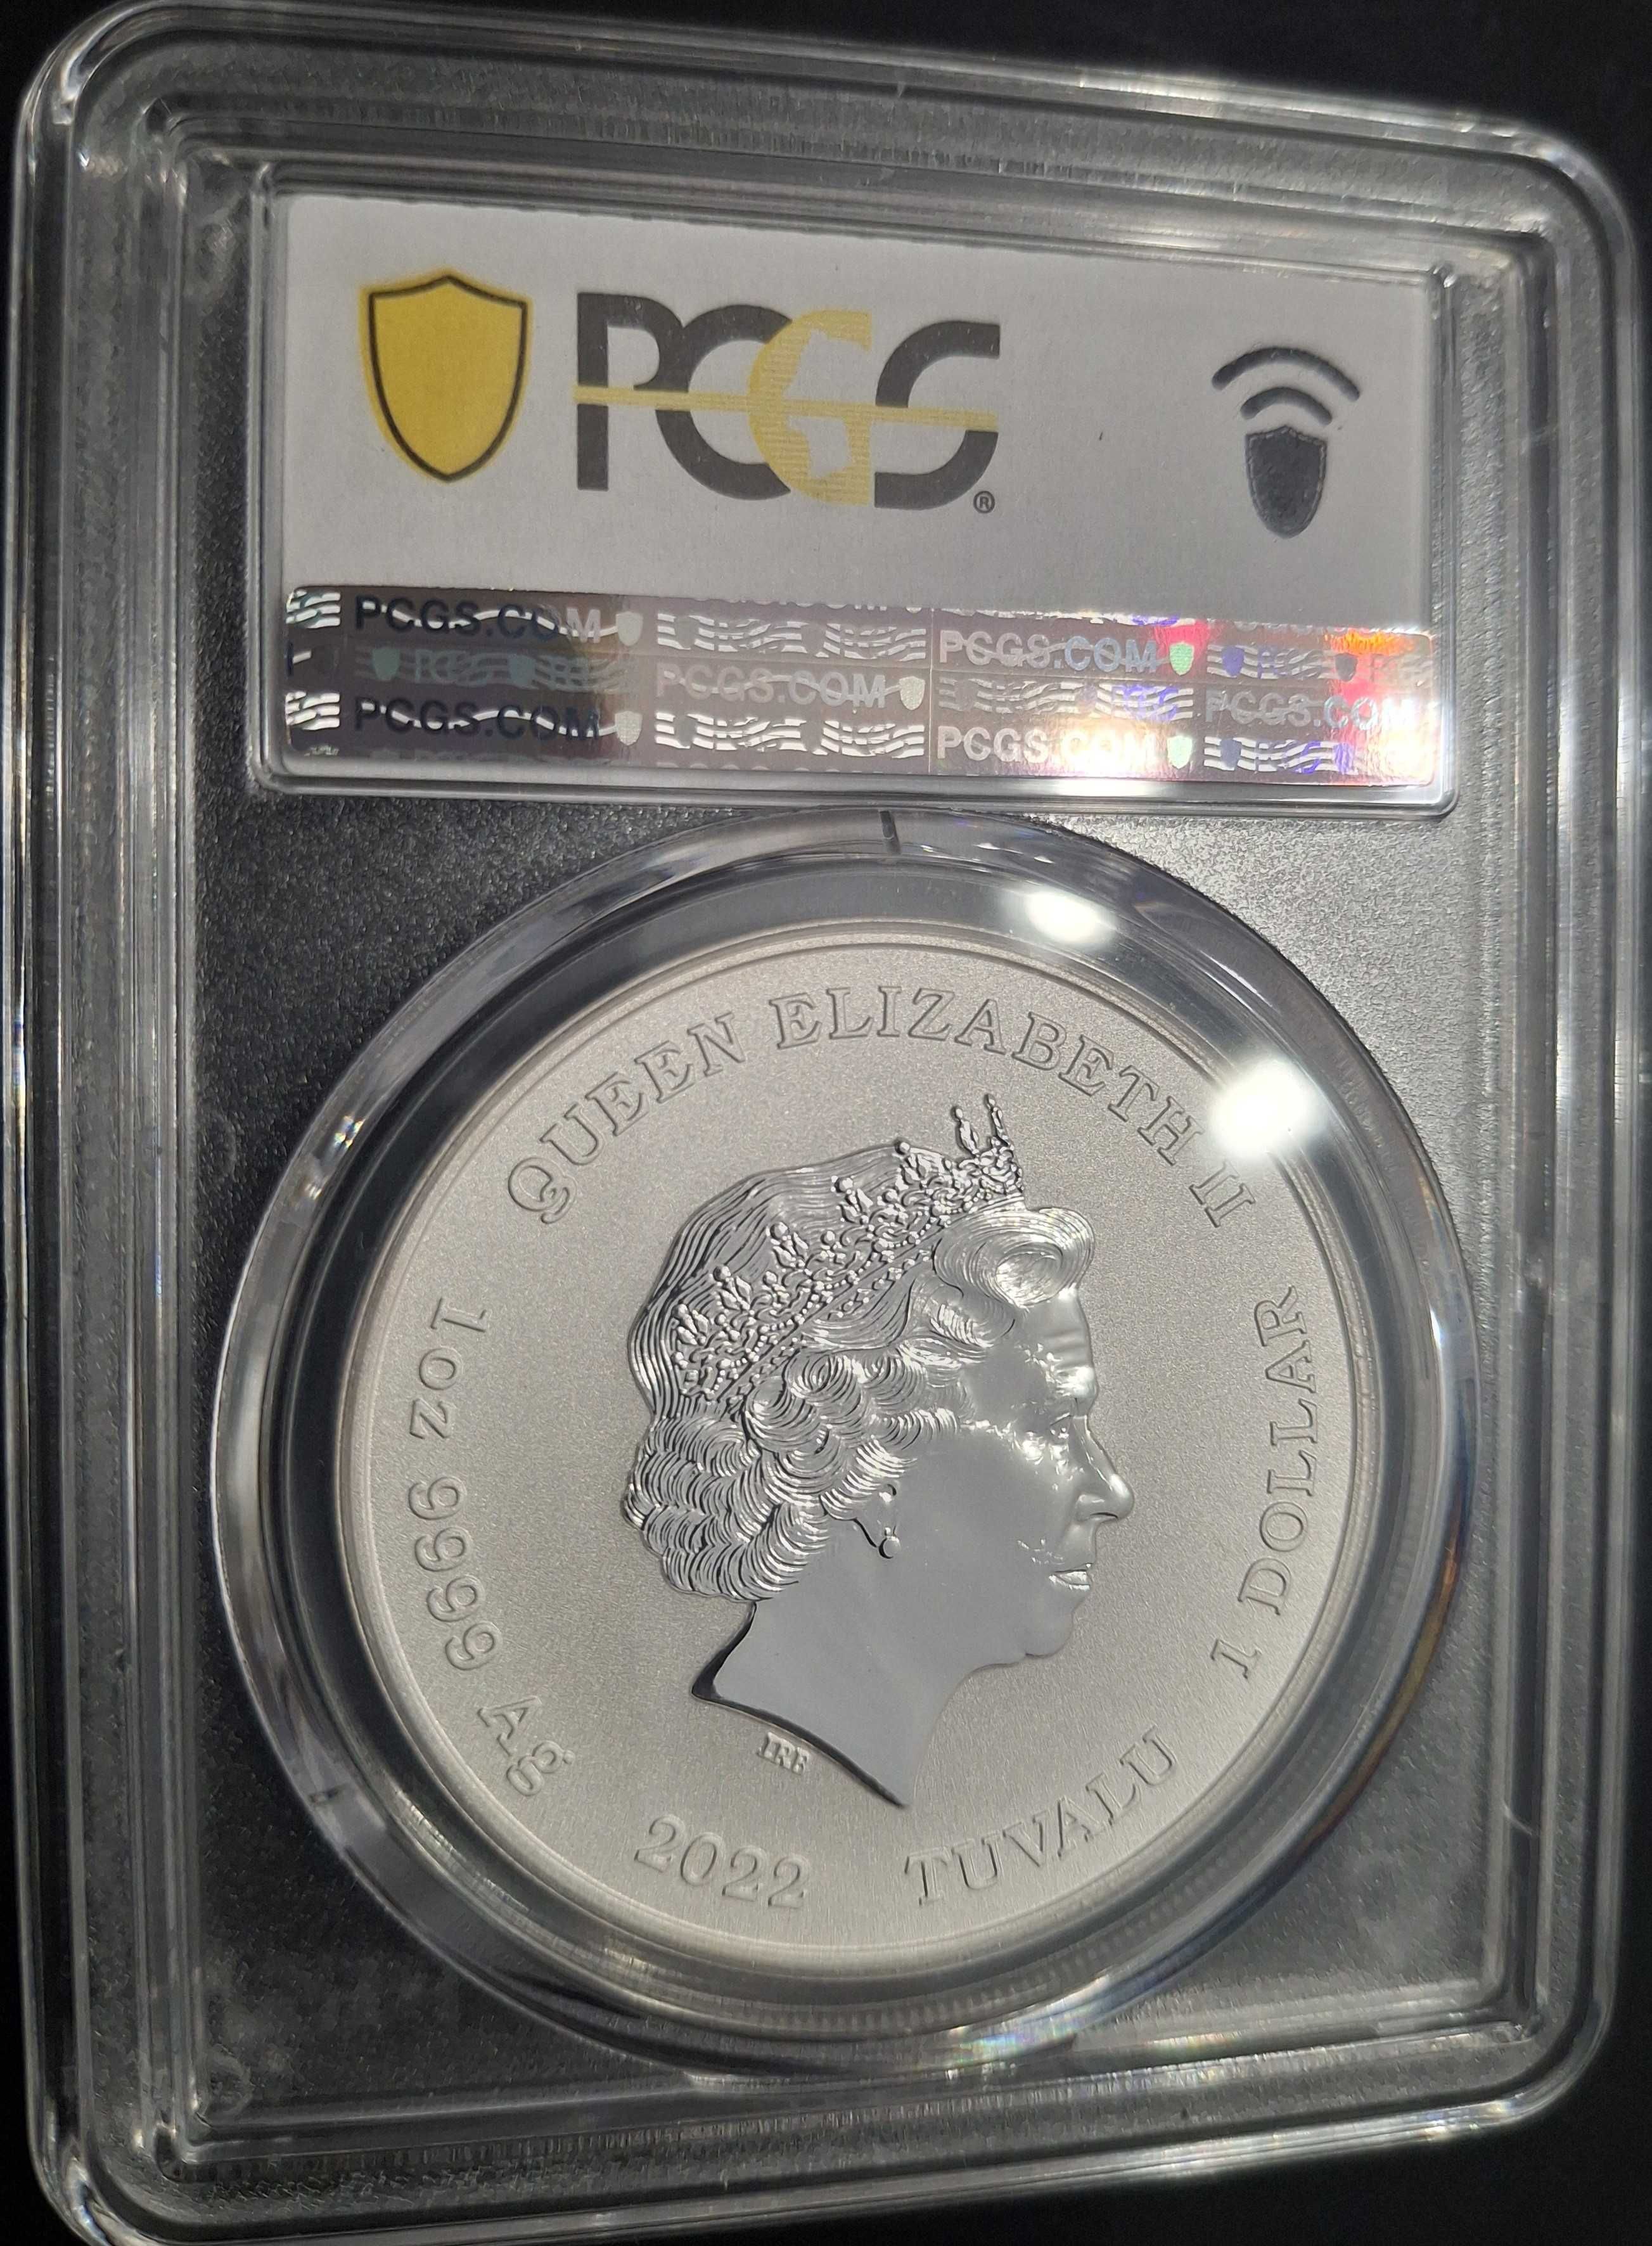 PCGS®
PCGS.COM PCGS.COM
PCGS.COM PCGS.COM
PCGS.COM PCGS.COM
QUEEN ELIZABETH II
1 DOLLAR
TUVALU
2022
1oz 9999 Ag
IRB